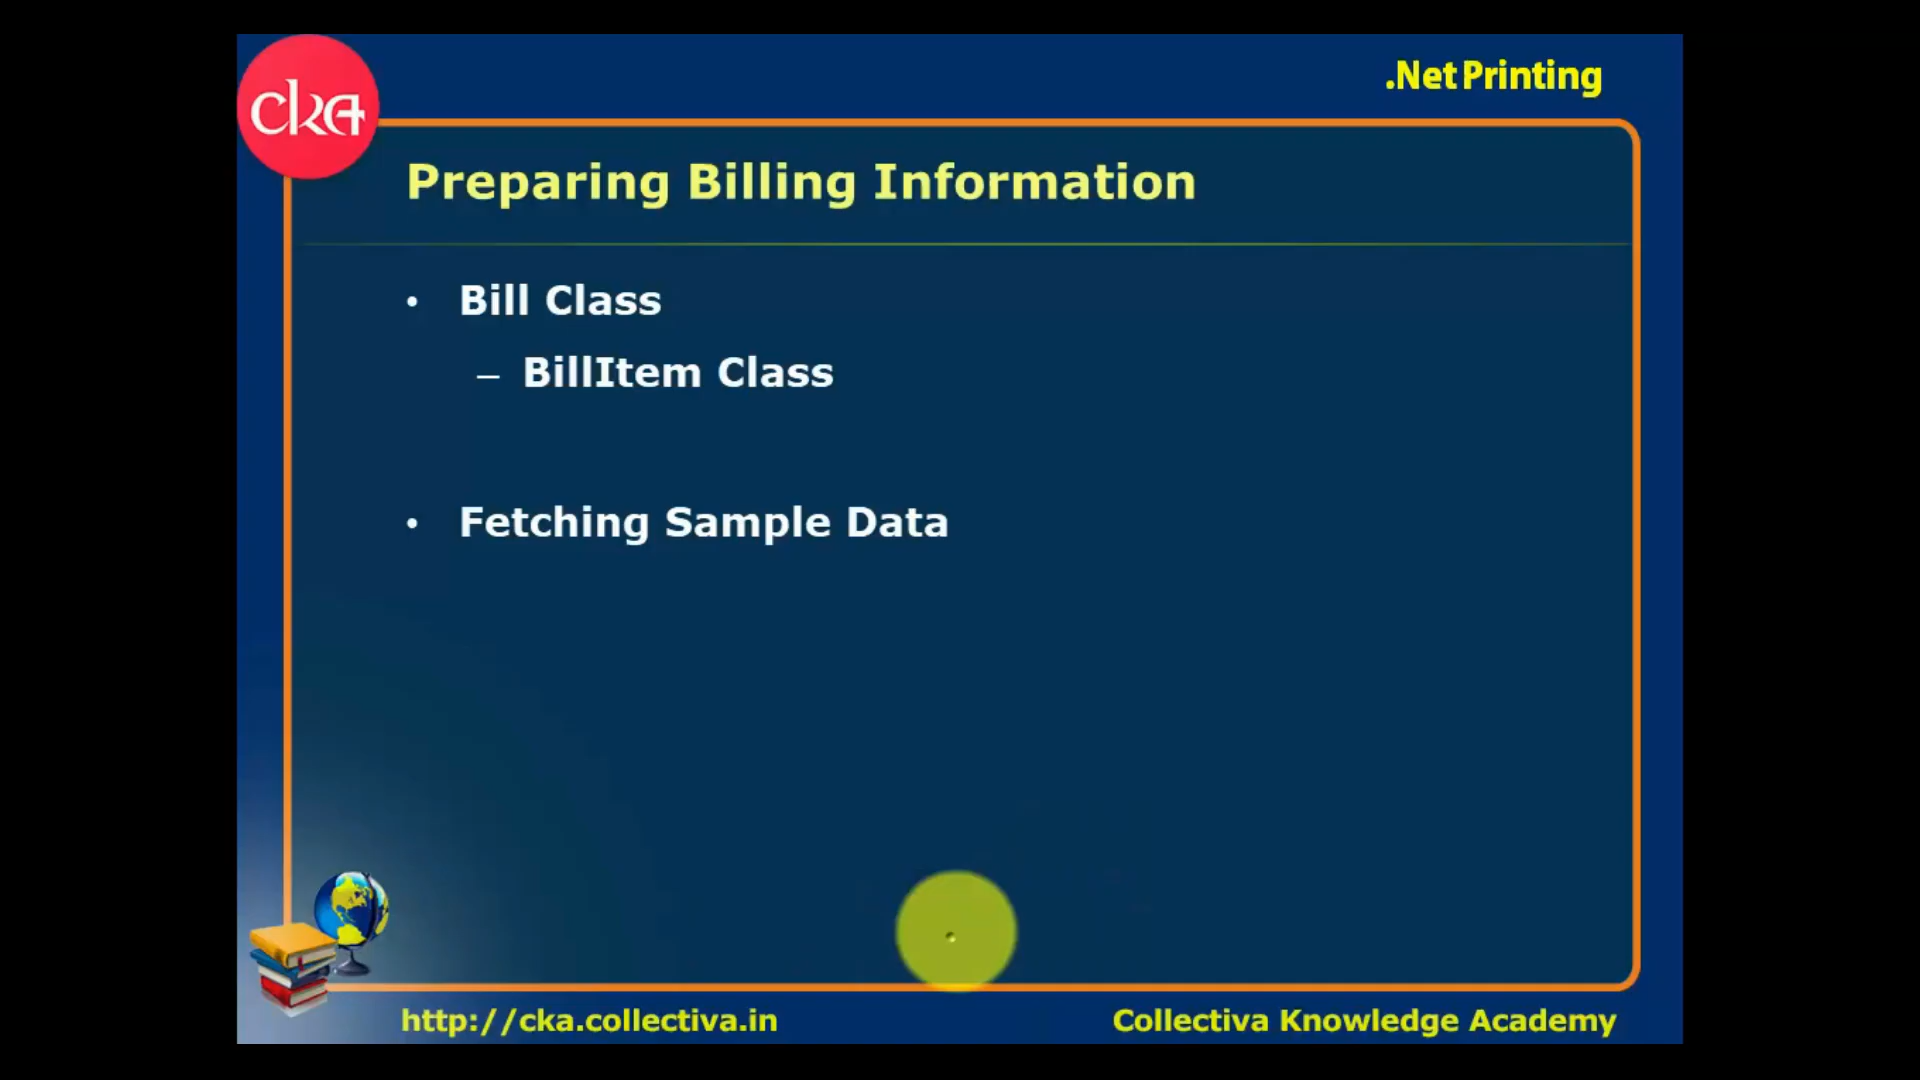 cka
.Net Printing
Preparing Billing Information
• Bill Class
– BillItem Class
• Fetching Sample Data
http://cka.collectiva.in
Collectiva Knowledge Academy